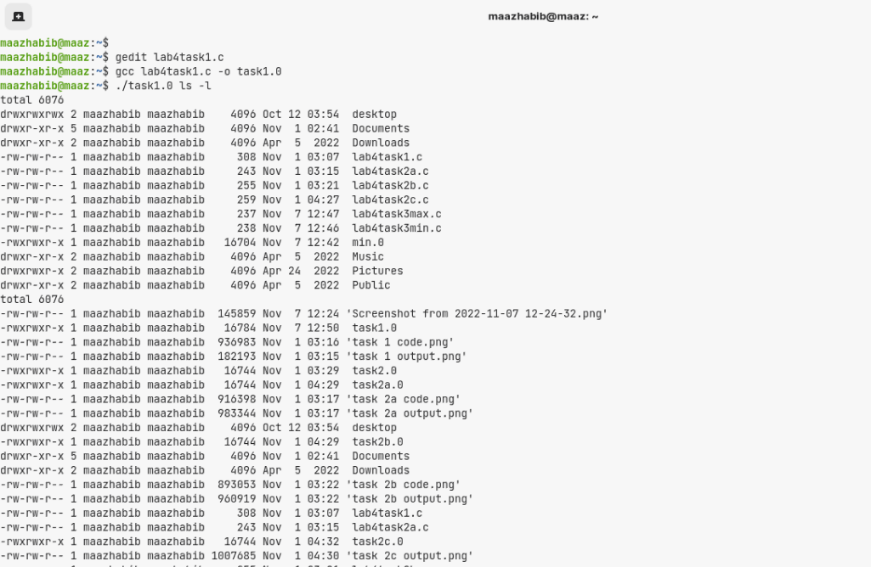 maazhabib@maaz: ~
maazhabib@maaz:~$
maazhabib@maaz:~$ gedit lab4task1.c
maazhabib@maaz:~$ gcc lab4task1.c -o task1.0
maazhabib@maaz:~$ ./task1.0 ls -l
total 6076
drwxrwxrwx 2 maazhabib maazhabib    4096 Oct 12 03:54  desktop
drwxr-xr-x 5 maazhabib maazhabib    4096 Nov  1 02:41  Documents
drwxr-xr-x 2 maazhabib maazhabib    4096 Apr  5  2022  Downloads
-rw-rw-r-- 1 maazhabib maazhabib     308 Nov  1 03:07  lab4task1.c
-rw-rw-r-- 1 maazhabib maazhabib     243 Nov  1 03:15  lab4task2a.c
-rw-rw-r-- 1 maazhabib maazhabib     255 Nov  1 03:21  lab4task2b.c
-rw-rw-r-- 1 maazhabib maazhabib     259 Nov  1 04:27  lab4task2c.c
-rw-rw-r-- 1 maazhabib maazhabib     237 Nov  7 12:47  lab4task3max.c
-rw-rw-r-- 1 maazhabib maazhabib     238 Nov  7 12:46  lab4task3min.c
-rwxrwxr-x 1 maazhabib maazhabib   16704 Nov  7 12:42  min.0
drwxr-xr-x 2 maazhabib maazhabib    4096 Apr  5  2022  Music
drwxrwxr-x 2 maazhabib maazhabib    4096 Apr 24  2022  Pictures
drwxr-xr-x 2 maazhabib maazhabib    4096 Apr  5  2022  Public
total 6076
-rw-rw-r-- 1 maazhabib maazhabib  145859 Nov  7 12:24 'Screenshot from 2022-11-07 12-24-32.png'
-rwxrwxr-x 1 maazhabib maazhabib   16784 Nov  7 12:50  task1.0
-rw-rw-r-- 1 maazhabib maazhabib  936983 Nov  1 03:16 'task 1 code.png'
-rw-rw-r-- 1 maazhabib maazhabib  182193 Nov  1 03:15 'task 1 output.png'
-rwxrwxr-x 1 maazhabib maazhabib   16744 Nov  1 03:29  task2.0
-rwxrwxr-x 1 maazhabib maazhabib   16744 Nov  1 04:29  task2a.0
-rw-rw-r-- 1 maazhabib maazhabib  916398 Nov  1 03:17 'task 2a code.png'
-rw-rw-r-- 1 maazhabib maazhabib  983344 Nov  1 03:17 'task 2a output.png'
drwxrwxrwx 2 maazhabib maazhabib    4096 Oct 12 03:54  desktop
-rwxrwxr-x 1 maazhabib maazhabib   16744 Nov  1 04:29  task2b.0
drwxr-xr-x 5 maazhabib maazhabib    4096 Nov  1 02:41  Documents
drwxr-xr-x 2 maazhabib maazhabib    4096 Apr  5  2022  Downloads
-rw-rw-r-- 1 maazhabib maazhabib  893053 Nov  1 03:22 'task 2b code.png'
-rw-rw-r-- 1 maazhabib maazhabib  960919 Nov  1 03:22 'task 2b output.png'
-rw-rw-r-- 1 maazhabib maazhabib     308 Nov  1 03:07  lab4task1.c
-rw-rw-r-- 1 maazhabib maazhabib     243 Nov  1 03:15  lab4task2a.c
-rwxrwxr-x 1 maazhabib maazhabib   16744 Nov  1 04:32  task2c.0
-rw-rw-r-- 1 maazhabib maazhabib 1007685 Nov  1 04:30 'task 2c output.png'